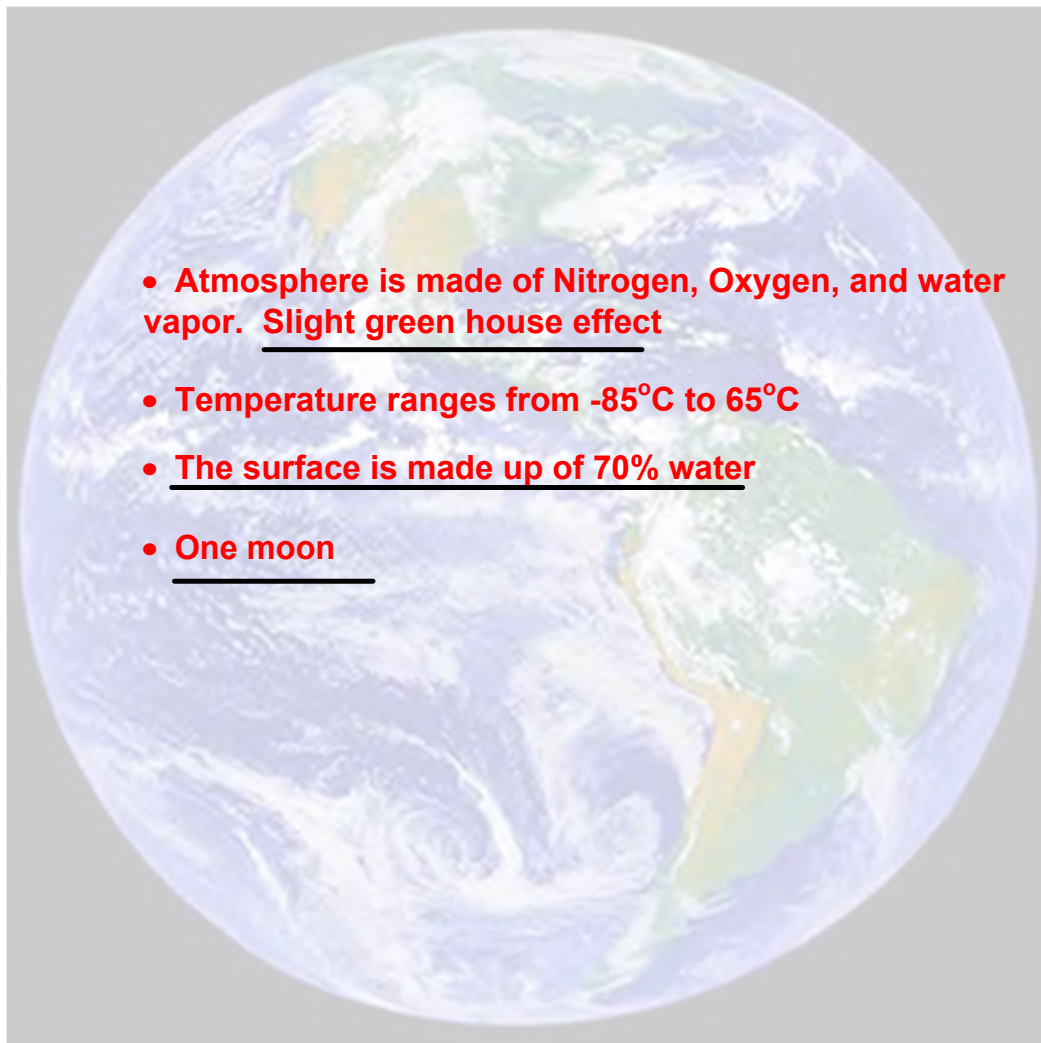 • Atmosphere is made of Nitrogen, Oxygen, and water
vapor.  Slight green house effect
• Temperature ranges from -85°C to 65°C
• The surface is made up of 70% water
• One moon